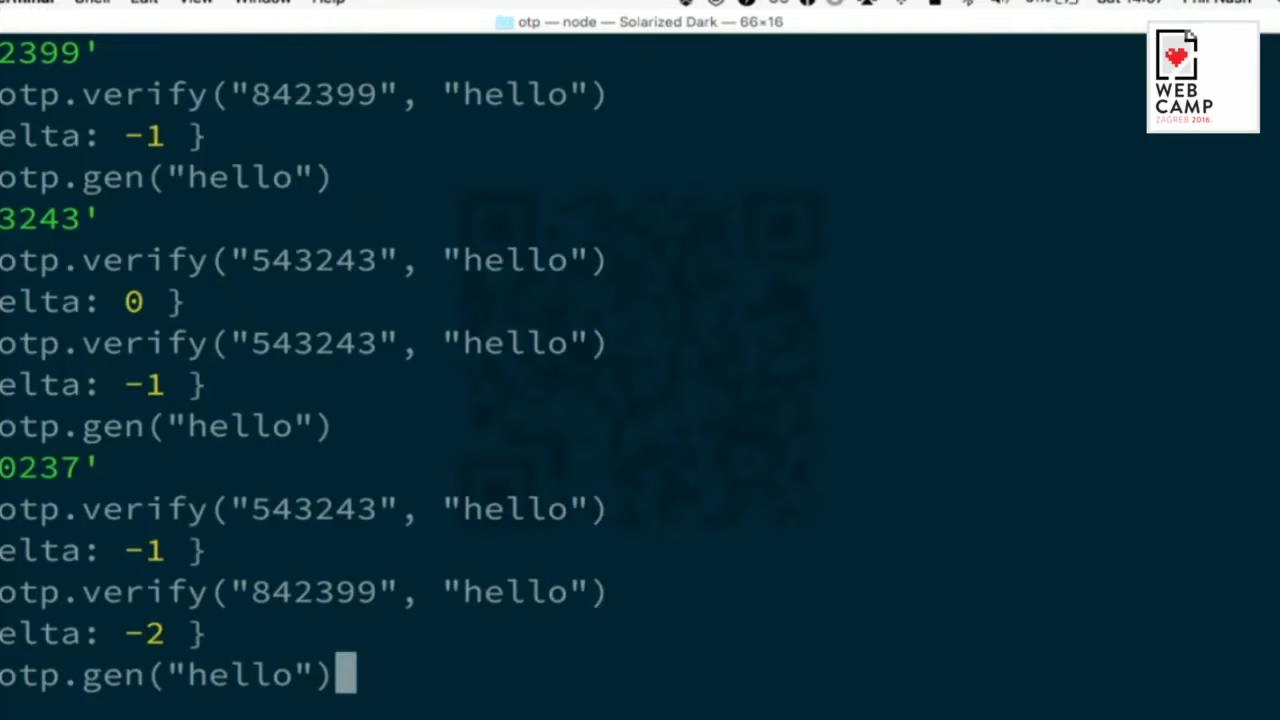 otp — node — Solarized Dark — 66×16
2399'
otp.verify("842399", "hello")
elta: -1 }
otp.gen("hello")
3243'
otp.verify("543243", "hello")
elta: 0 }
otp.verify("543243", "hello")
elta: -1 }
otp.gen("hello")
0237'
otp.verify("543243", "hello")
elta: -1 }
otp.verify("842399", "hello")
elta: -2 }
otp.gen("hello")
WEB
CAMP
ZAGREB 2016.